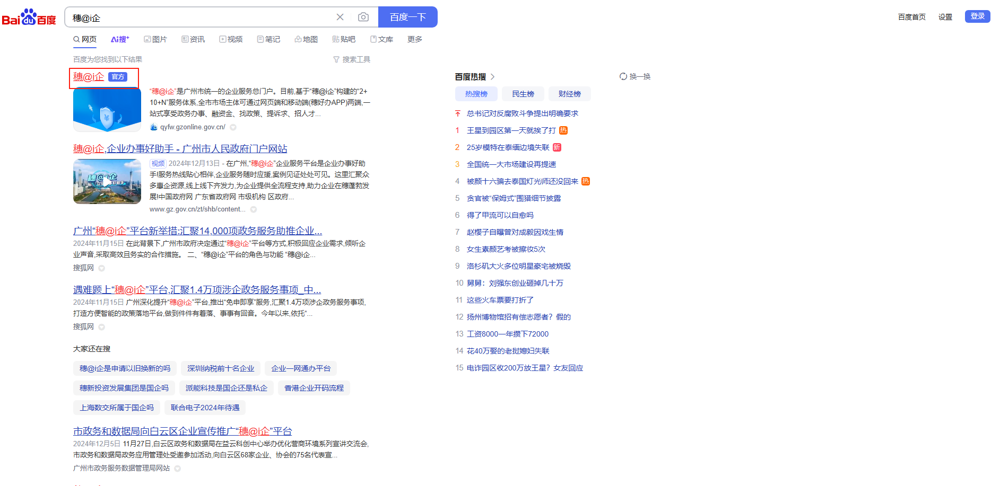 Bai du 百度
穗@i企
百度一下
百度首页 设置 登录
网页 Ai搜+ 图片 资讯 视频 笔记 地图 贴吧 文库 更多
百度为您找到以下结果 搜索工具
穗@i企 官方
“穗@i企”是广州市统一的企业服务总门户。目前,基于“穗@i企”构建的“2+
10+N”服务体系,全市市场主体可通过网页端和移动端(穗好办APP)两端,一
站式享受政务办事、融资金、找政策、提诉求、招人才...
qyfw.gzonline.gov.cn/
穗@i企,企业办事好助手 - 广州市人民政府门户网站
穗@i企
视频 2024年12月13日 - 在广州,“穗@i企”企业服务平台是企业办事好助
手!服务热线贴心相伴,企业服务随时应援,案例见证处处可见。这里汇聚众
多惠企资源,线上线下齐发力,为企业提供全流程支持,助力企业在穗蓬勃发
展!中国政府网 广东省政府网 市级机构 区政府...
www.gz.gov.cn/zt/shb/content...
广州“穗@i企”平台新举措:汇聚14,000项政务服务助推企业...
2024年11月15日 在此背景下,广州市政府决定通过“穗@i企”平台等方式,积极回应企业需求,倾听企
业声音,采取高效且务实的合作措施。 二、“穗@i企”平台的角色与功能 “穗@i企...
搜狐网
遇难题上“穗@i企”平台,汇聚1.4万项涉企政务服务事项_中...
2024年11月15日 广州深化提升“穗@i企”平台,推出“免申即享”服务,汇聚1.4万项涉企政务服务事项,
打造方便智能的政策落地平台,做到件件有着落、事事有回音。今年以来,依托“...
搜狐网
大家还在搜
穗@i企是申请以旧换新的吗 深圳纳税前十名企业 企业一网通办平台
穗新投资发展集团是国企吗 派能科技是国企还是私企 香港企业开码流程
上海数交所属于国企吗 联合电子2024年待遇
市政务和数据局向白云区企业宣传推广“穗@i企”平台
2024年12月5日 11月27日,白云区政务和数据局在益云科创中心举办优化营商环境系列宣讲交流会,
市政务和数据局政务应用管理处受邀参加活动,向白云区68家企业、协会的75名代表宣...
广州市政务服务数据管理局网站
百度热搜 换一换
热搜榜 民生榜 财经榜
总书记对反腐败斗争提出明确要求
1 王星到园区第一天就挨了打 热
2 25岁模特在泰缅边境失联 新
3 全国统一大市场建设再提速
4 被颜十六骗去泰国灯光师还没回来 热
5 贪官被“保姆式”围猎细节披露
6 得了甲流可以自愈吗
7 赵樱子自曝曾对成毅因戏生情
8 女生素颜艺考被擦妆5次
9 洛杉矶大火多位明星豪宅被烧毁
10 舅舅：刘强东创业砸掉几十万
11 这些火车票要打折了
12 扬州博物馆招有偿志愿者？假的
13 工资8000一年攒下72000
14 花40万娶的老挝媳妇失联
15 电诈园区收200万放王星？女友回应